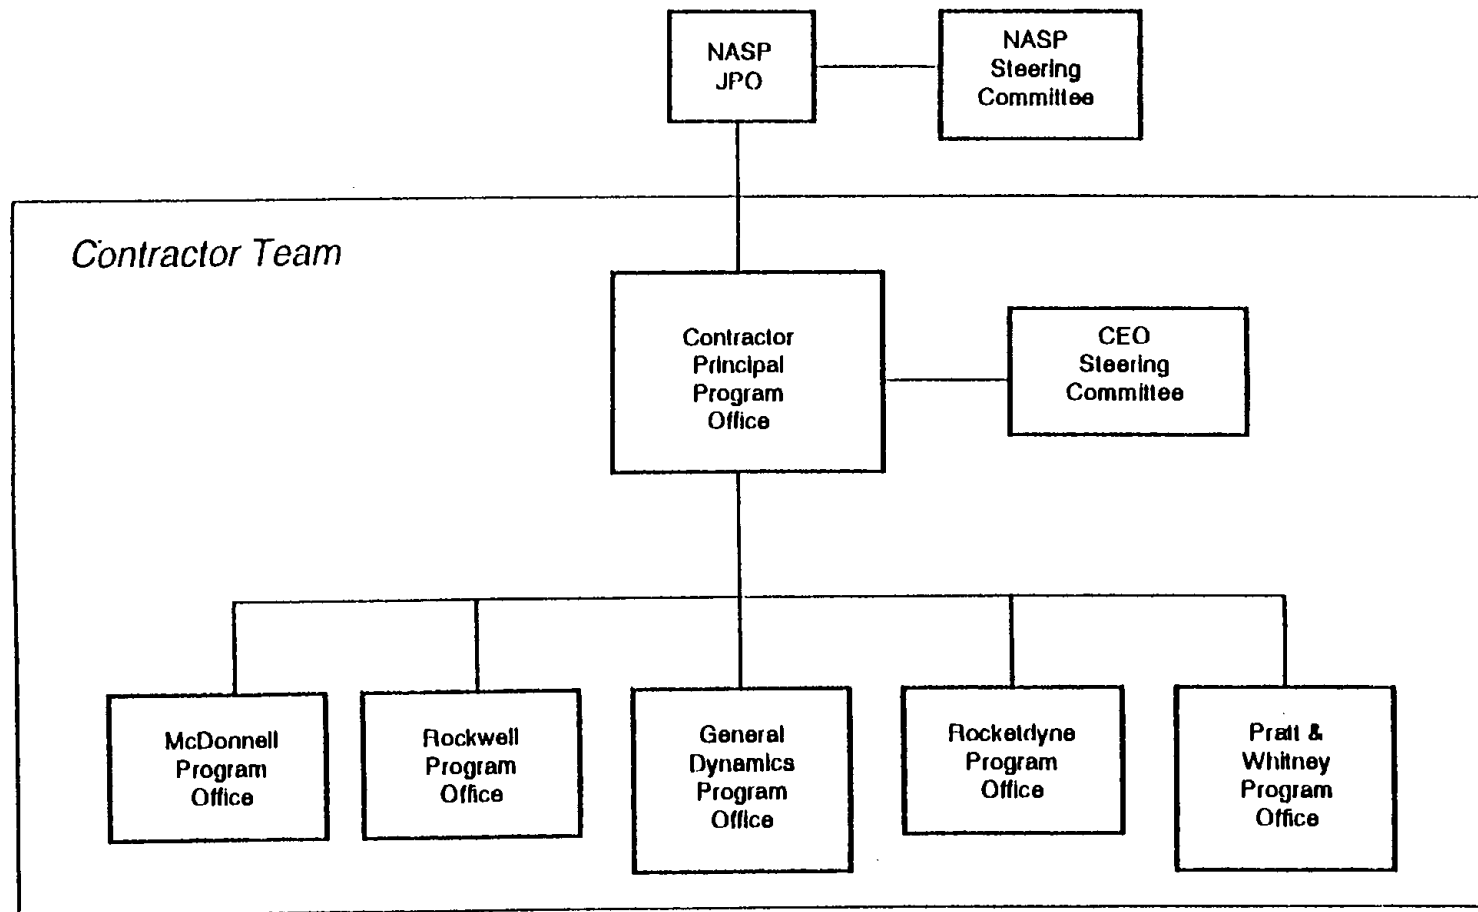 NASP
JPO
NASP
Steering
Committee
Contractor Team
Contractor
Principal
Program
Office
CEO
Steering
Committee
McDonnell
Program
Office
Rockwell
Program
Office
General
Dynamics
Program
Office
Rocketdyne
Program
Office
Pratt &
Whitney
Program
Office